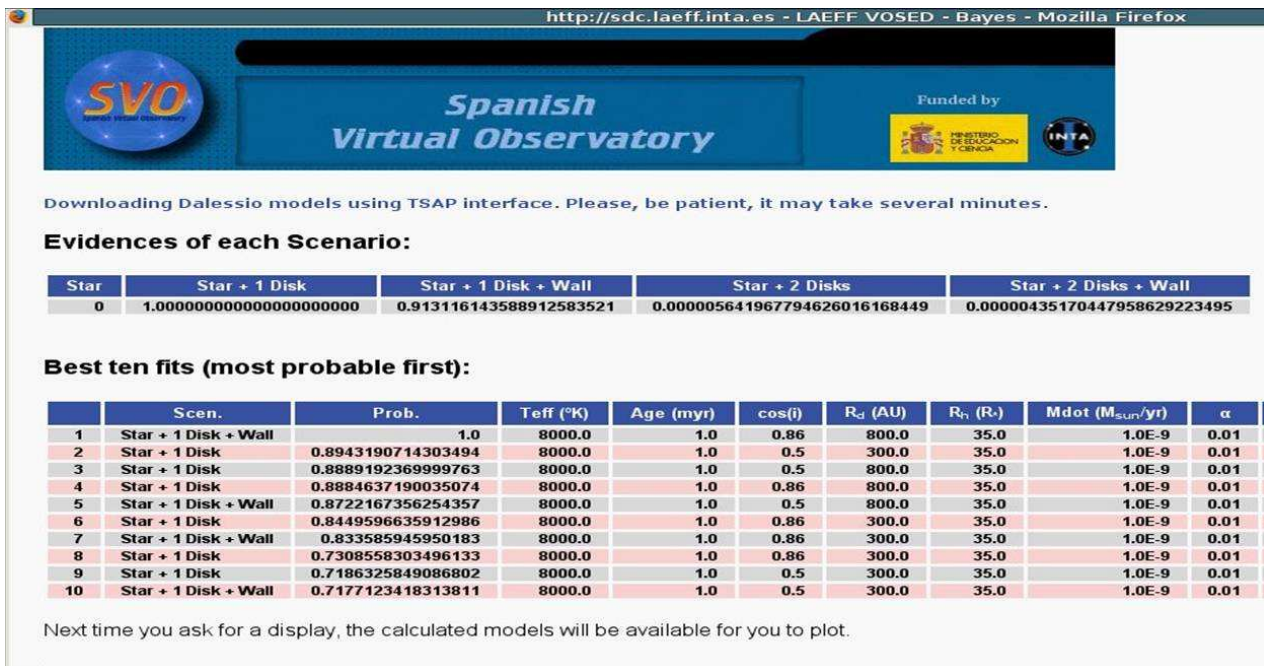 http://sdc.laeff.inta.es - LAEFF VOSED - Bayes - Mozilla Firefox
SVO
Spanish Virtual Observatory
Spanish
Virtual Observatory
Funded by
MINISTERIO
DE EDUCACION
Y CIENCIA
INTA
Downloading Dalessio models using TSAP interface. Please, be patient, it may take several minutes.
Evidences of each Scenario:
Star Star + 1 Disk Star + 1 Disk + Wall Star + 2 Disks Star + 2 Disks + Wall
0 1.0000000000000000000000 0.913116143588912583521 0.000005641967794626016168449 0.000004351704479586292​23495
Best ten fits (most probable first):
Scen. Prob. Teff (ºK) Age (myr) cos(i) Rd (AU) Rh (R*) Mdot (Msun/yr) α
1 Star + 1 Disk + Wall 1.0 8000.0 1.0 0.86 800.0 35.0 1.0E-9 0.01
2 Star + 1 Disk 0.8943190714303494 8000.0 1.0 0.5 300.0 35.0 1.0E-9 0.01
3 Star + 1 Disk 0.8889192369999763 8000.0 1.0 0.5 800.0 35.0 1.0E-9 0.01
4 Star + 1 Disk 0.8884637190035074 8000.0 1.0 0.86 800.0 35.0 1.0E-9 0.01
5 Star + 1 Disk + Wall 0.8722167356254357 8000.0 1.0 0.5 800.0 35.0 1.0E-9 0.01
6 Star + 1 Disk 0.8449596635912986 8000.0 1.0 0.86 300.0 35.0 1.0E-9 0.01
7 Star + 1 Disk + Wall 0.833585945950183 8000.0 1.0 0.86 300.0 35.0 1.0E-9 0.01
8 Star + 1 Disk 0.7308558303496133 8000.0 1.0 0.86 300.0 35.0 1.0E-9 0.01
9 Star + 1 Disk 0.7186325849086802 8000.0 1.0 0.5 300.0 35.0 1.0E-9 0.01
10 Star + 1 Disk + Wall 0.7177123418313811 8000.0 1.0 0.5 300.0 35.0 1.0E-9 0.01
Next time you ask for a display, the calculated models will be available for you to plot.